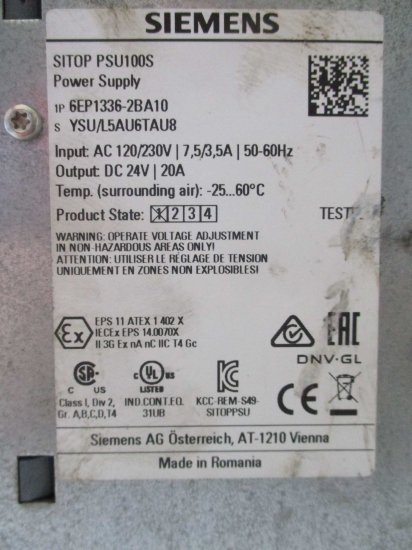 SIEMENS
SITOP PSU100S
Power Supply
1P 6EP1336-2BA10
S YSU/L5AU6TAU8
Input: AC 120/230V | 7,5/3,5A | 50-60Hz
Output: DC 24V | 20A
Temp. (surrounding air): -25...60°C
Product State: 1 2 3 4
TEST
WARNING: OPERATE VOLTAGE ADJUSTMENT
IN NON-HAZARDOUS AREAS ONLY!
ATTENTION: UTILISER LE RÉGLAGE DE TENSION
UNIQUEMENT EN ZONES NON EXPLOSIBLES!
Ex
EPS 11 ATEX 1 402 X
IECEx EPS 14.0070X
II 3G Ex nA nC IIC T4 Gc
EAC
DNV·GL
C US
C UL US LISTED
KC
CE
Class I, Div 2,
Gr. A,B,C,D,T4
IND.CONT.EQ.
31UB
KCC-REM-S49-
SITOPPSU
Siemens AG Österreich, AT-1210 Vienna
Made in Romania